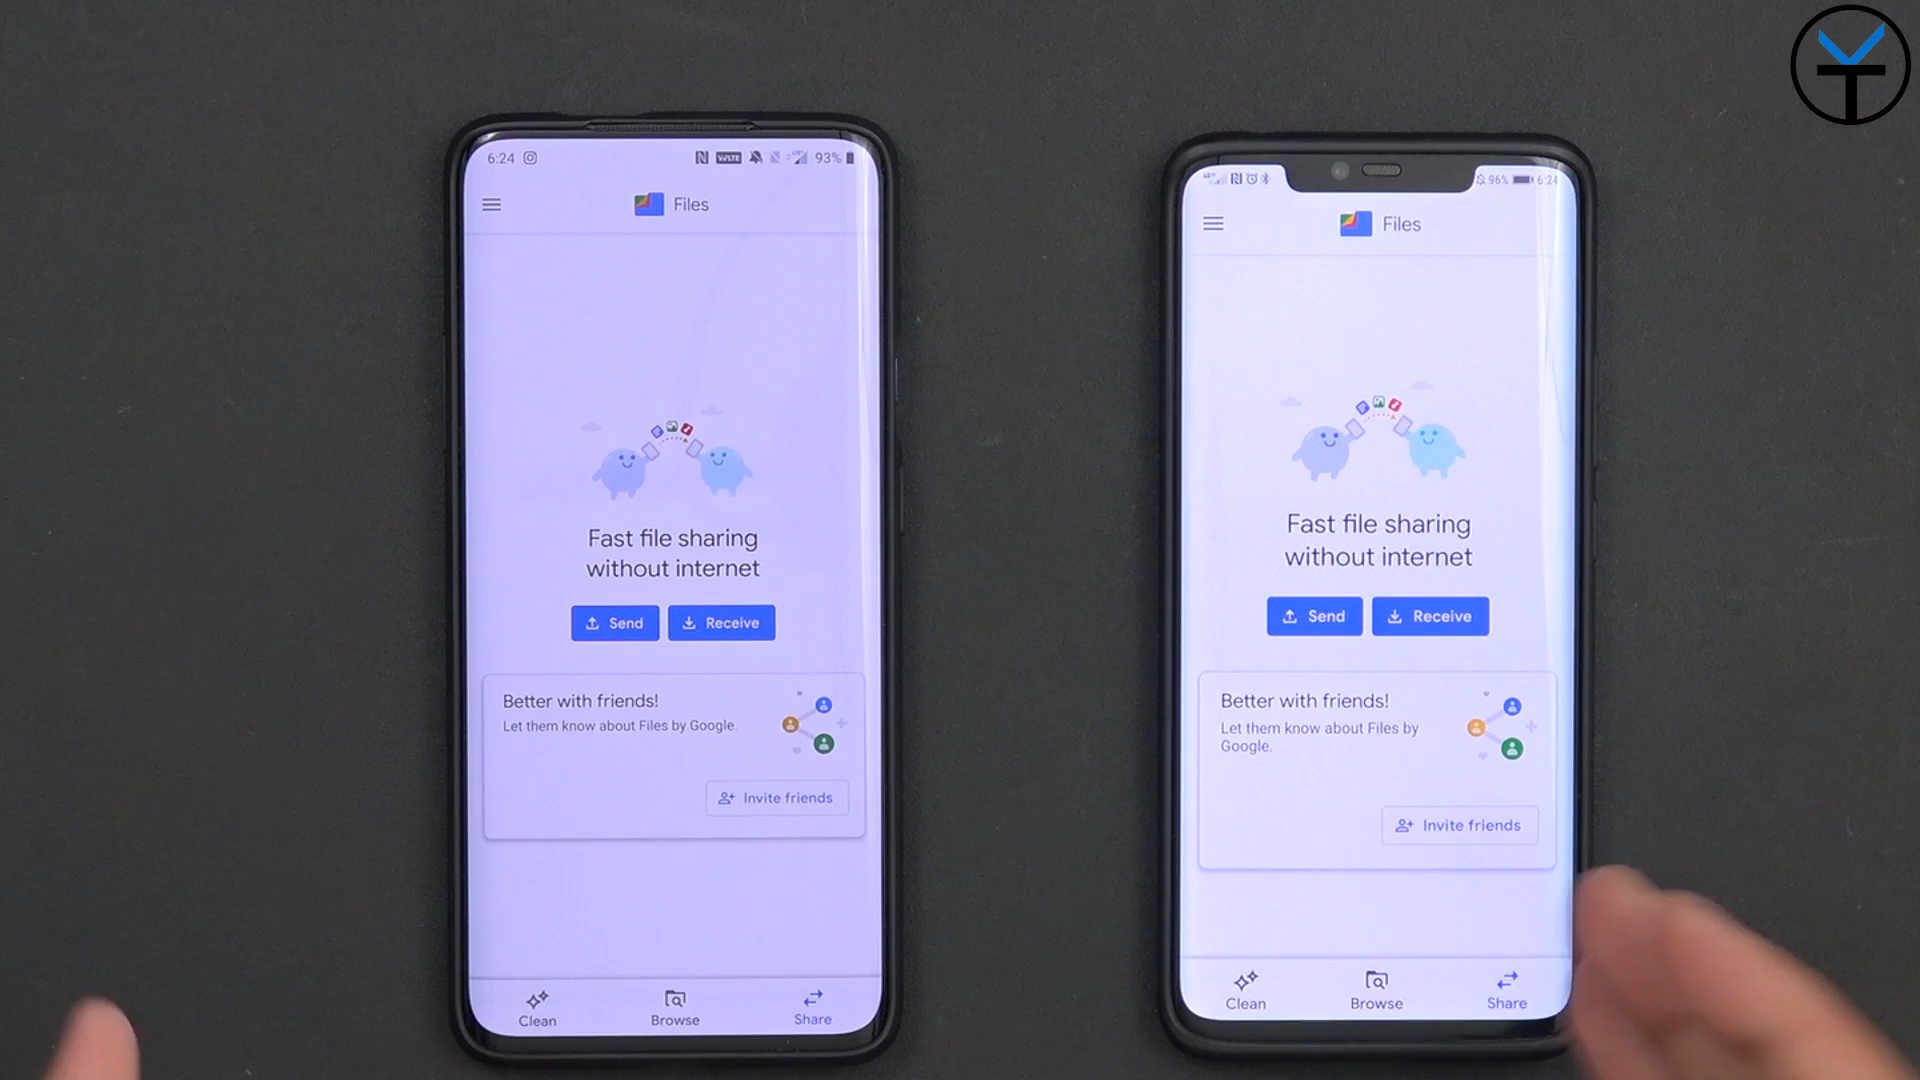 6:24
VoLTE
93%
Files
Fast file sharing
without internet
Send
Receive
Better with friends!
Let them know about Files by Google.
Invite friends
Clean
Browse
Share
96%
6:24
Files
Fast file sharing
without internet
Send
Receive
Better with friends!
Let them know about Files by
Google.
Invite friends
Clean
Browse
Share